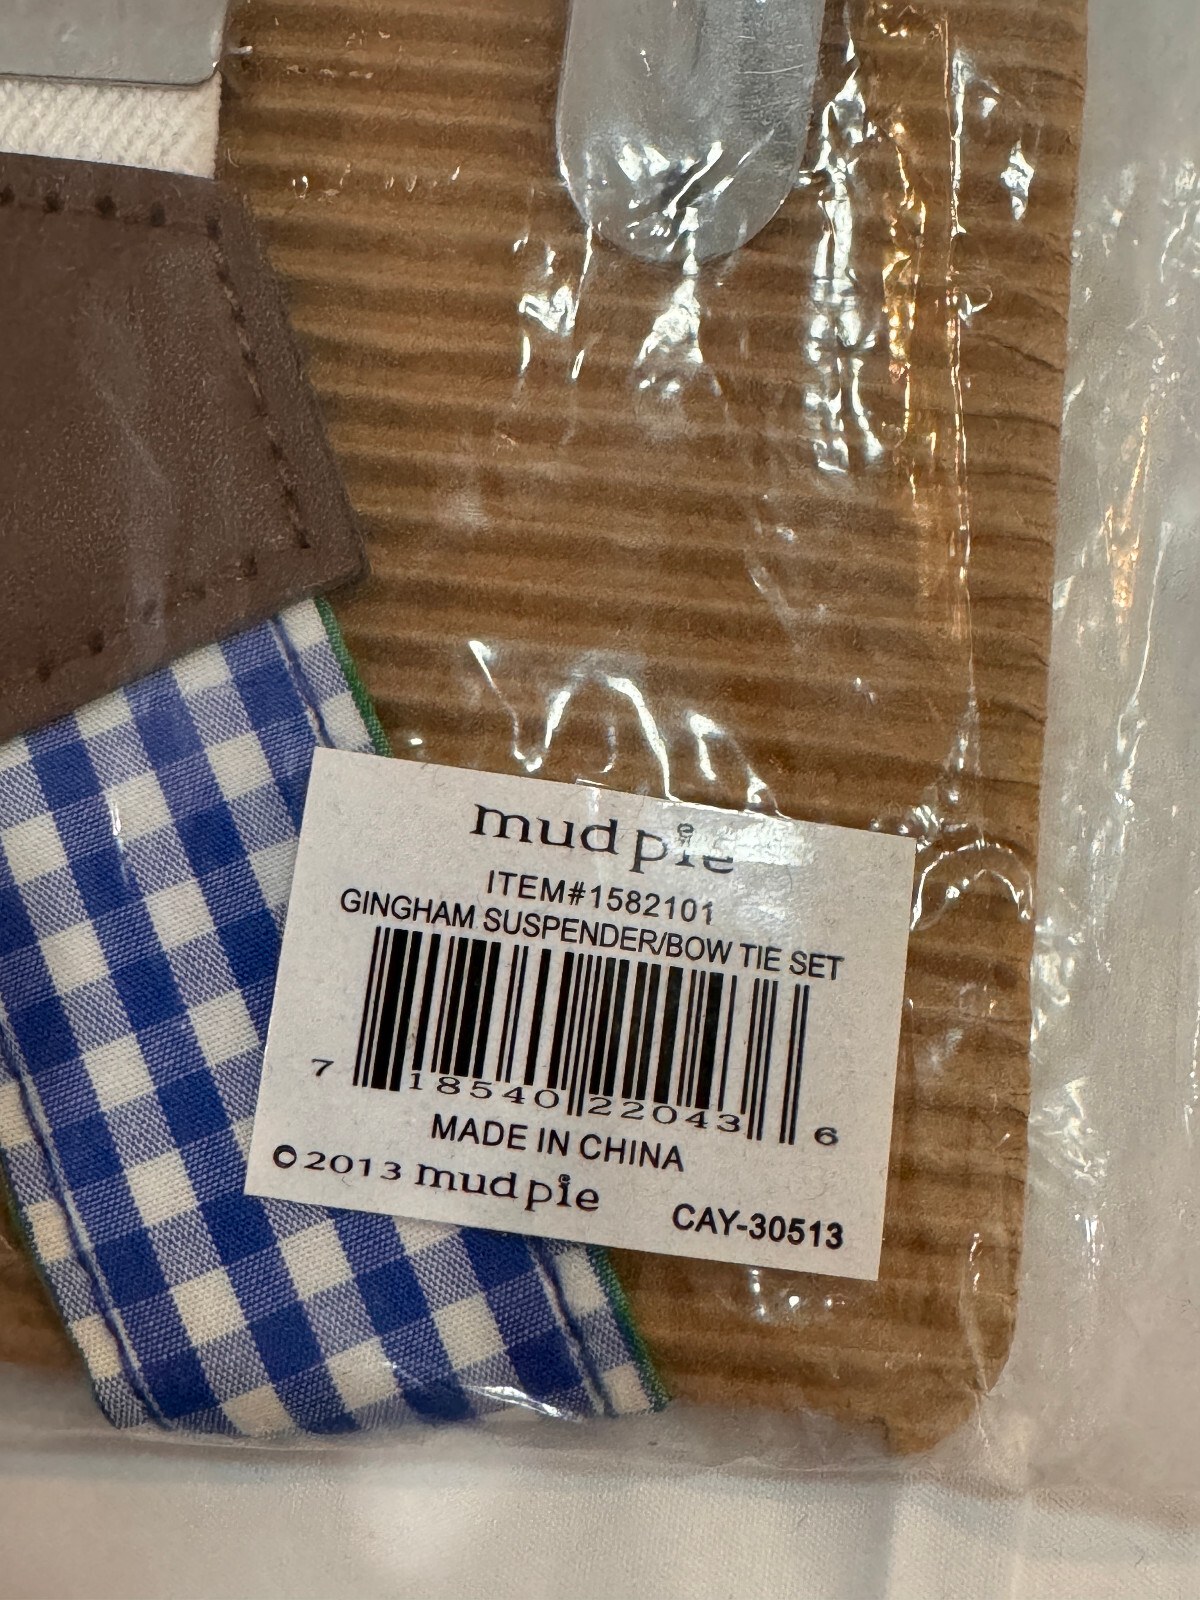 mud pie
ITEM#1582101
GINGHAM SUSPENDER/BOW TIE SET
7 18540 22043 6
MADE IN CHINA
©2013 mud pie
CAY-30513